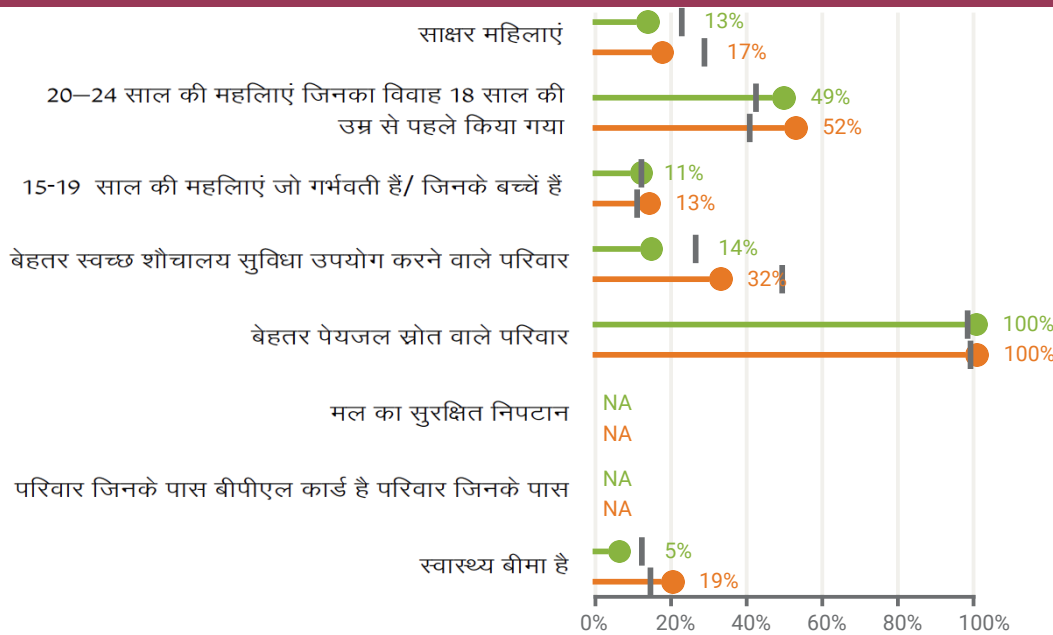 साक्षर महिलाएं
13%
17%
20–24 साल की महलिाएं जिनका विवाह 18 साल की
उम्र से पहले किया गया
49%
52%
15-19 साल की महलिाएं जो गर्भवती हैं/ जिनके बच्चें हैं
11%
13%
बेहतर स्वच्छ शौचालय सुविधा उपयोग करने वाले परिवार
14%
32%
बेहतर पेयजल स्रोत वाले परिवार
100%
100%
मल का सुरक्षित निपटान
NA
NA
परिवार जिनके पास बीपीएल कार्ड है परिवार जिनके पास
NA
NA
स्वास्थ्य बीमा है
5%
19%
0% 20% 40% 60% 80% 100%